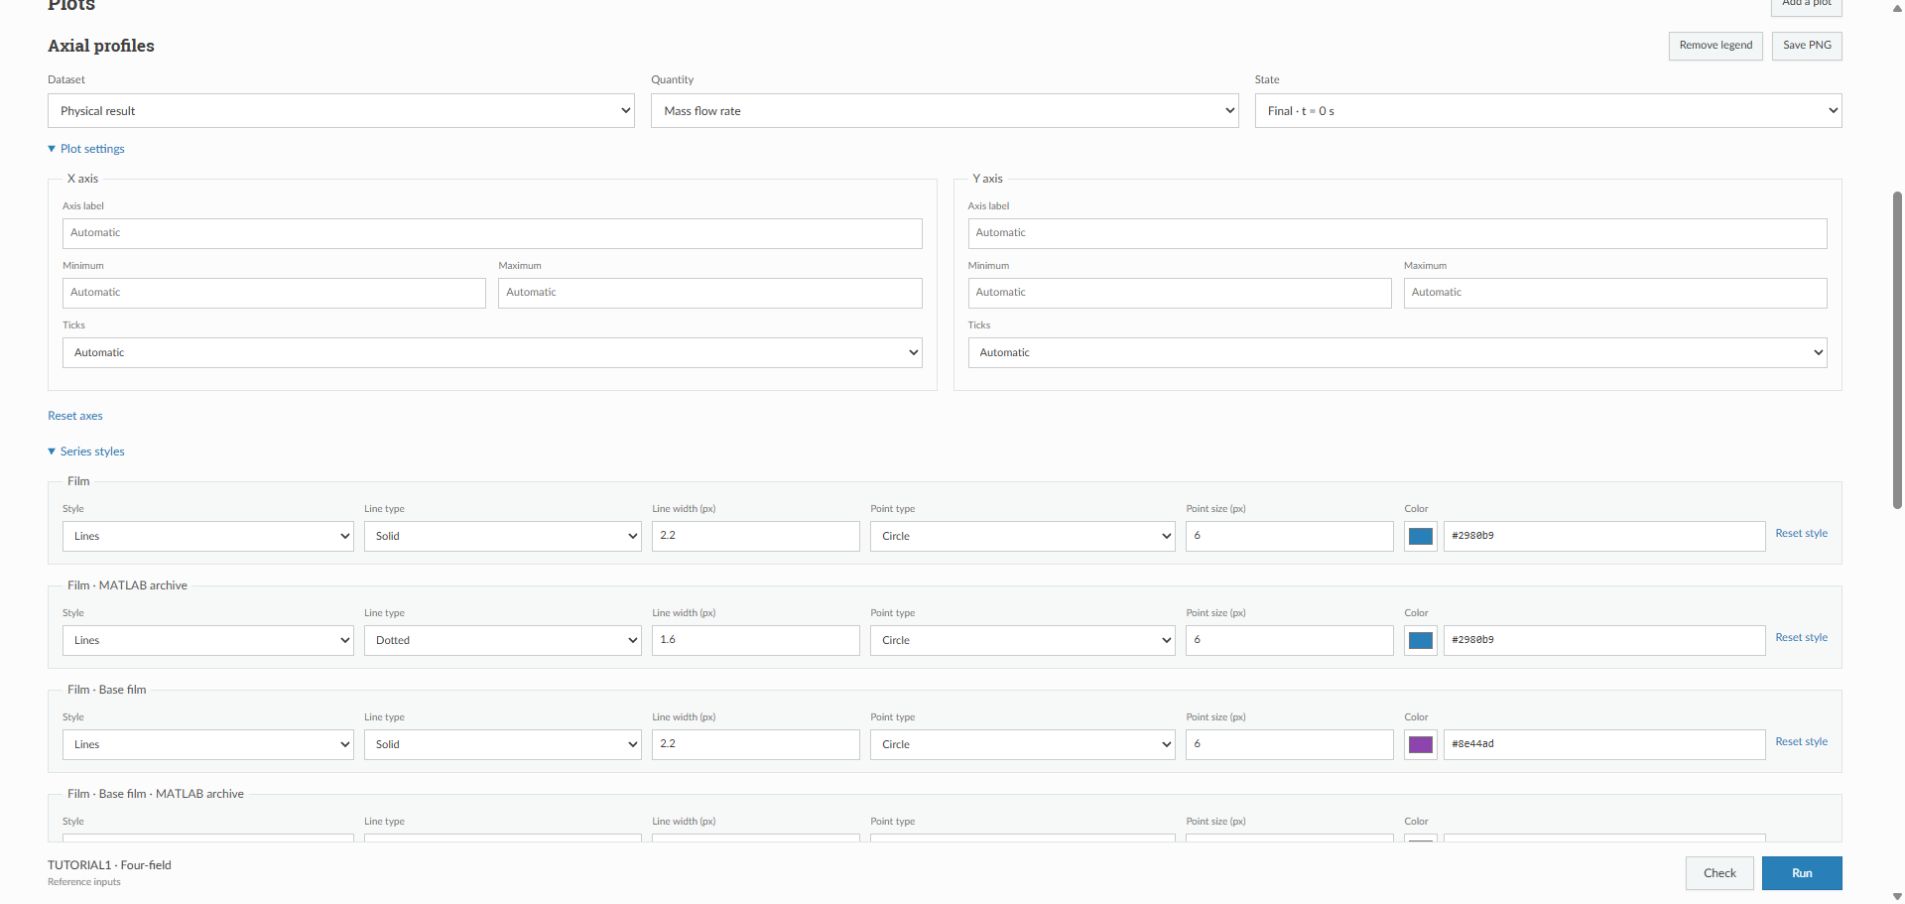 Plots
Add a plot
Axial profiles
Remove legend
Save PNG
Dataset
Quantity
State
Physical result
Mass flow rate
Final · t = 0 s
▼ Plot settings
X axis
Y axis
Axis label
Axis label
Automatic
Automatic
Minimum
Maximum
Minimum
Maximum
Automatic
Automatic
Automatic
Automatic
Ticks
Ticks
Automatic
Automatic
Reset axes
▼ Series styles
Film
Style
Line type
Line width (px)
Point type
Point size (px)
Color
Lines
Solid
2.2
Circle
6
#2980b9
Reset style
Film · MATLAB archive
Style
Line type
Line width (px)
Point type
Point size (px)
Color
Lines
Dotted
1.6
Circle
6
#2980b9
Reset style
Film · Base film
Style
Line type
Line width (px)
Point type
Point size (px)
Color
Lines
Solid
2.2
Circle
6
#8e44ad
Reset style
Film · Base film · MATLAB archive
Style
Line type
Line width (px)
Point type
Point size (px)
Color
TUTORIAL1 · Four-field
Reference inputs
Check
Run